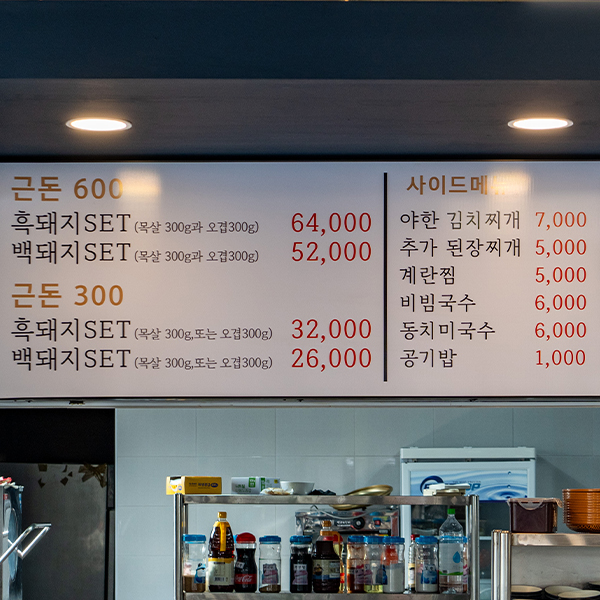 근돈 600
흑돼지SET (목살 300g과 오겹300g) 64,000
백돼지SET (목살 300g과 오겹300g) 52,000
근돈 300
흑돼지SET (목살 300g,또는 오겹300g) 32,000
백돼지SET (목살 300g,또는 오겹300g) 26,000
사이드메뉴
야한 김치찌개 7,000
추가 된장찌개 5,000
계란찜 5,000
비빔국수 6,000
동치미국수 6,000
공기밥 1,000